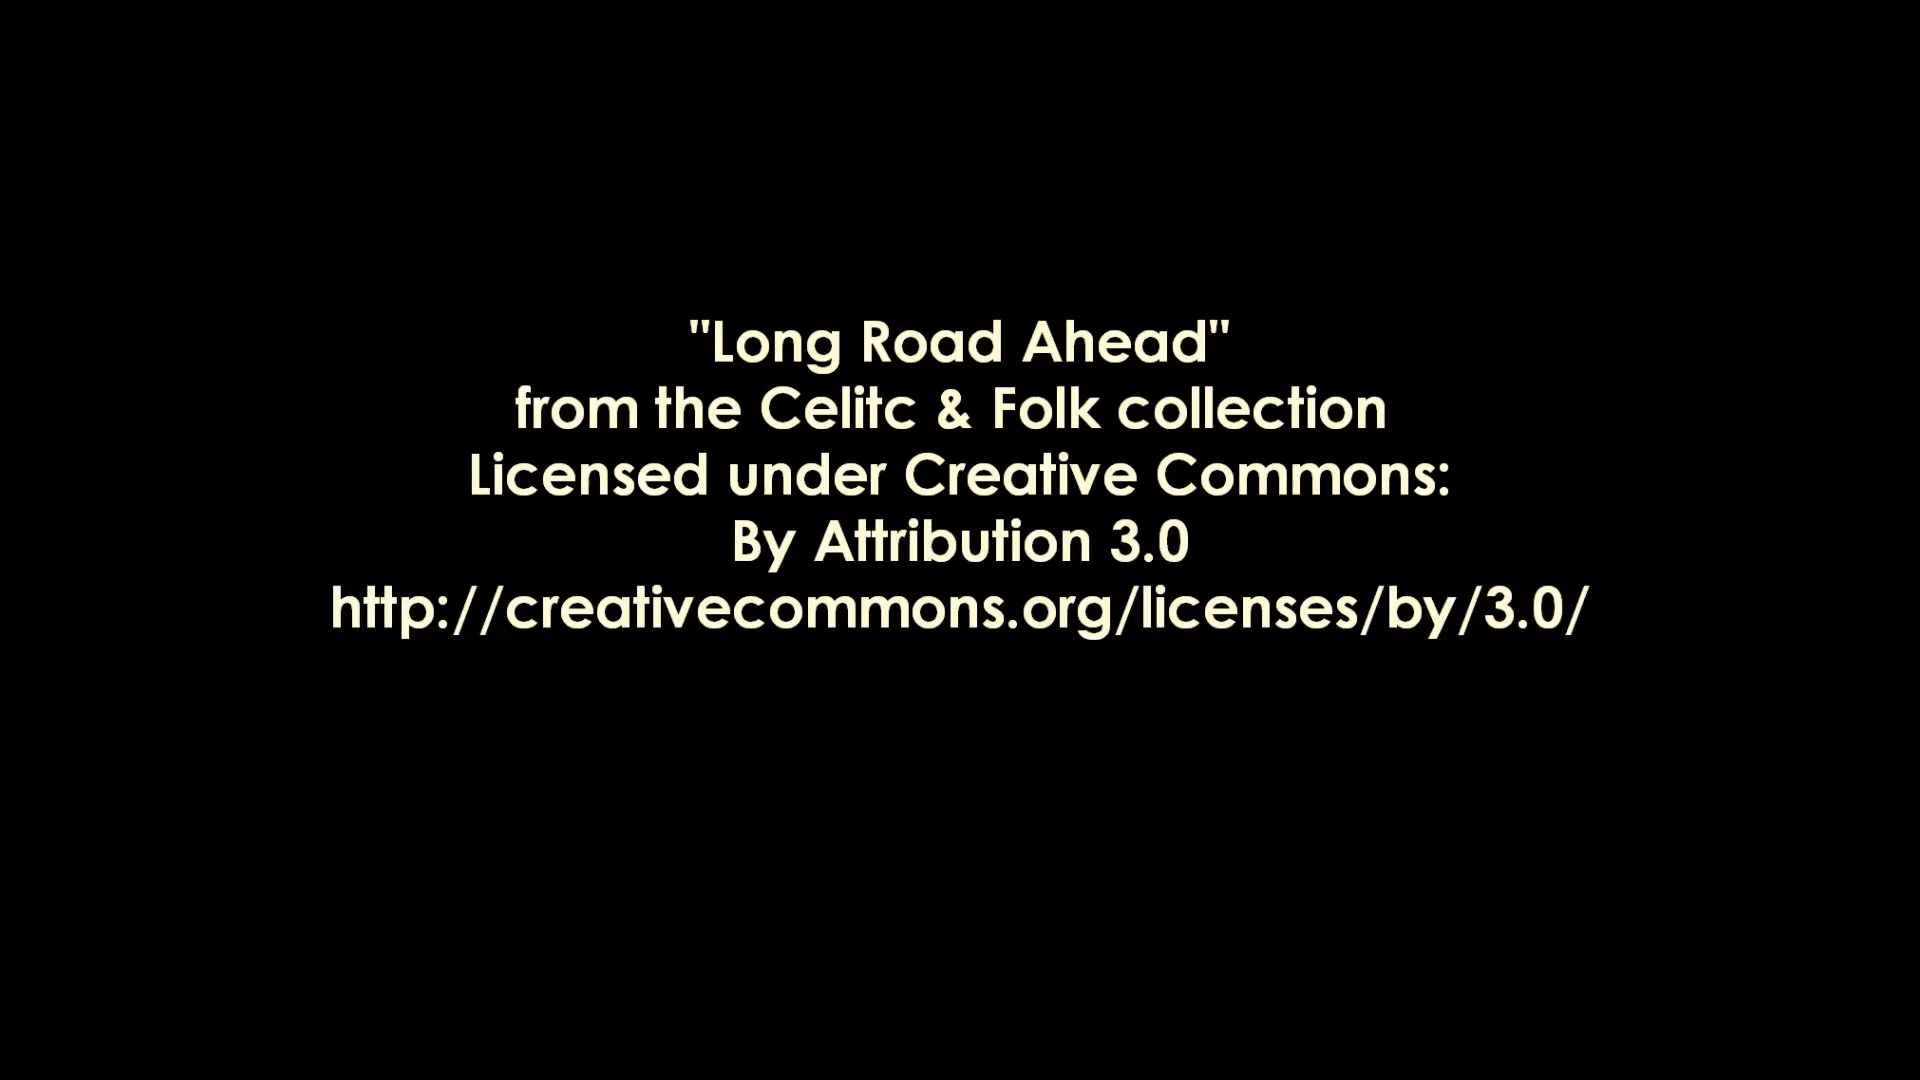 "Long Road Ahead"
from the Celitc & Folk collection
Licensed under Creative Commons:
By Attribution 3.0
http://creativecommons.org/licenses/by/3.0/